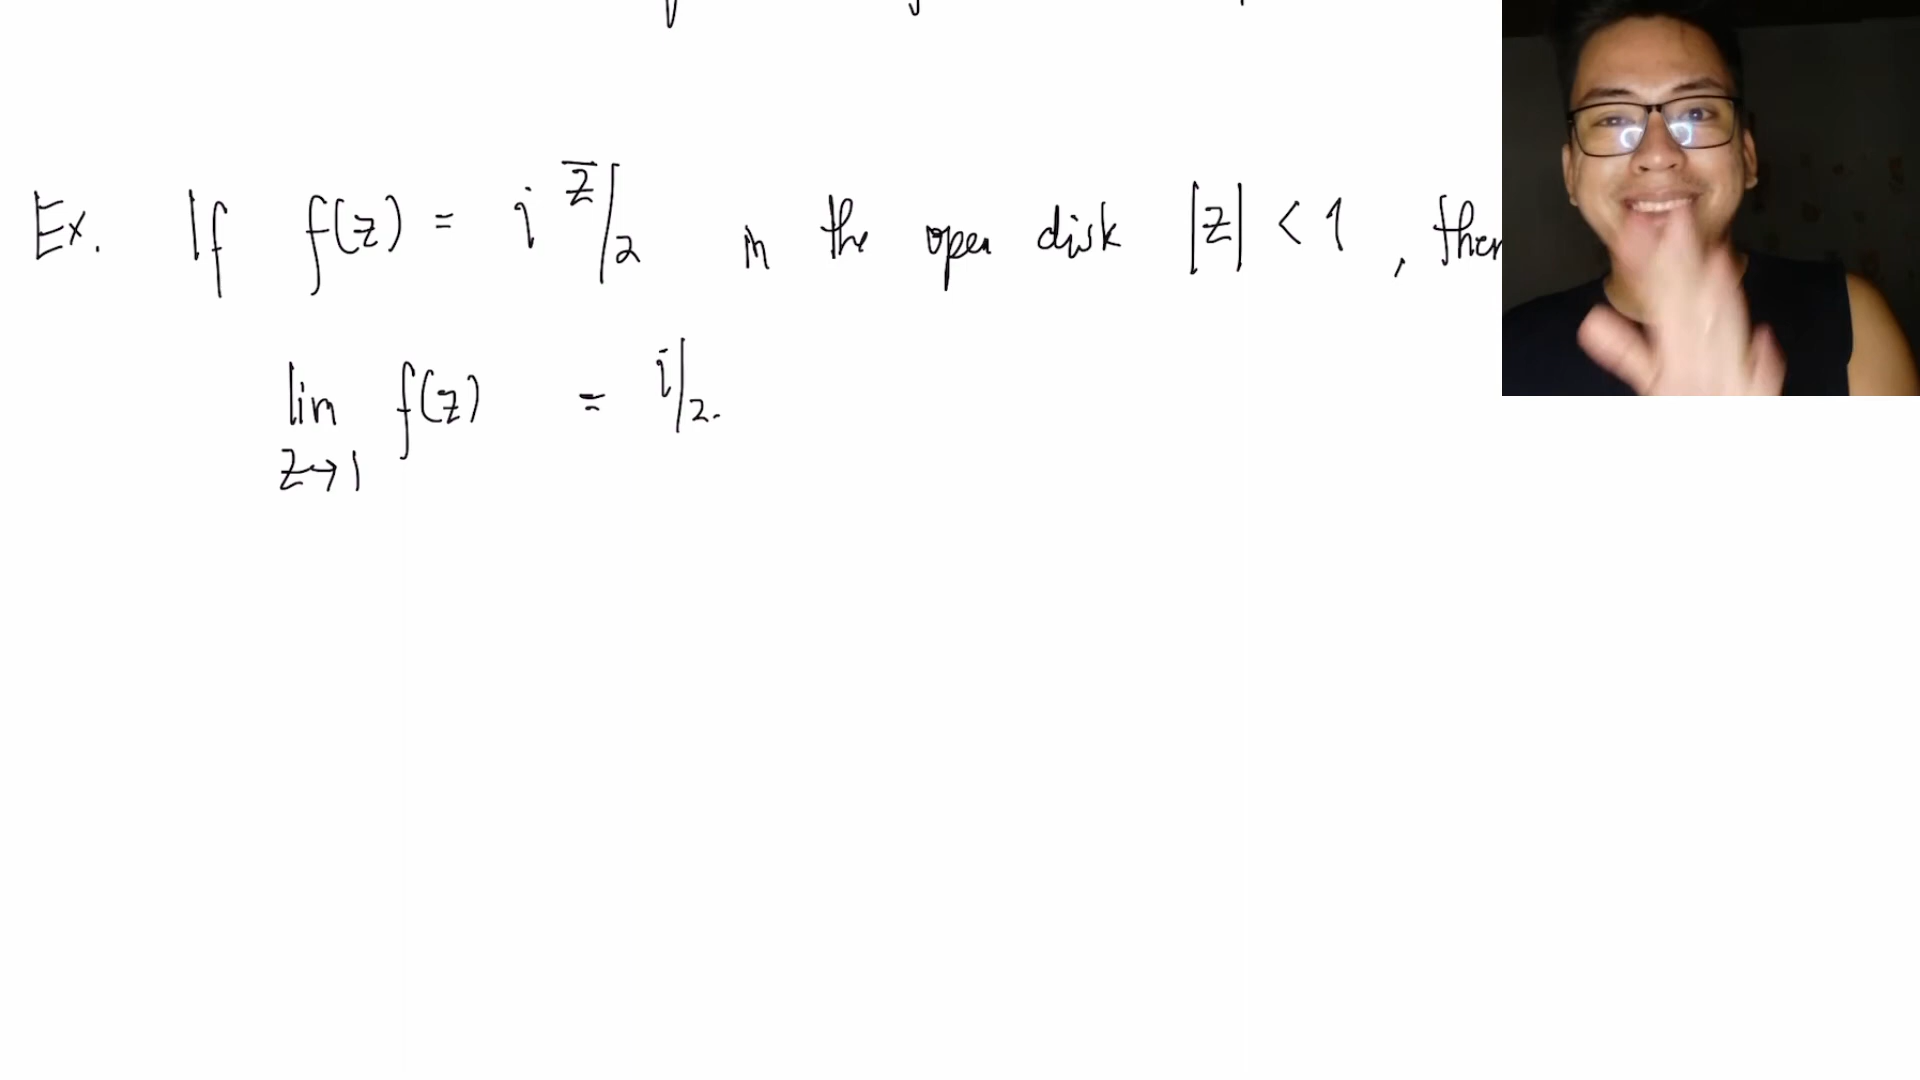 Ex. If f(z) = i z̅/2 in the open disk |z| < 1, then
lim f(z) = i/2.
z→1